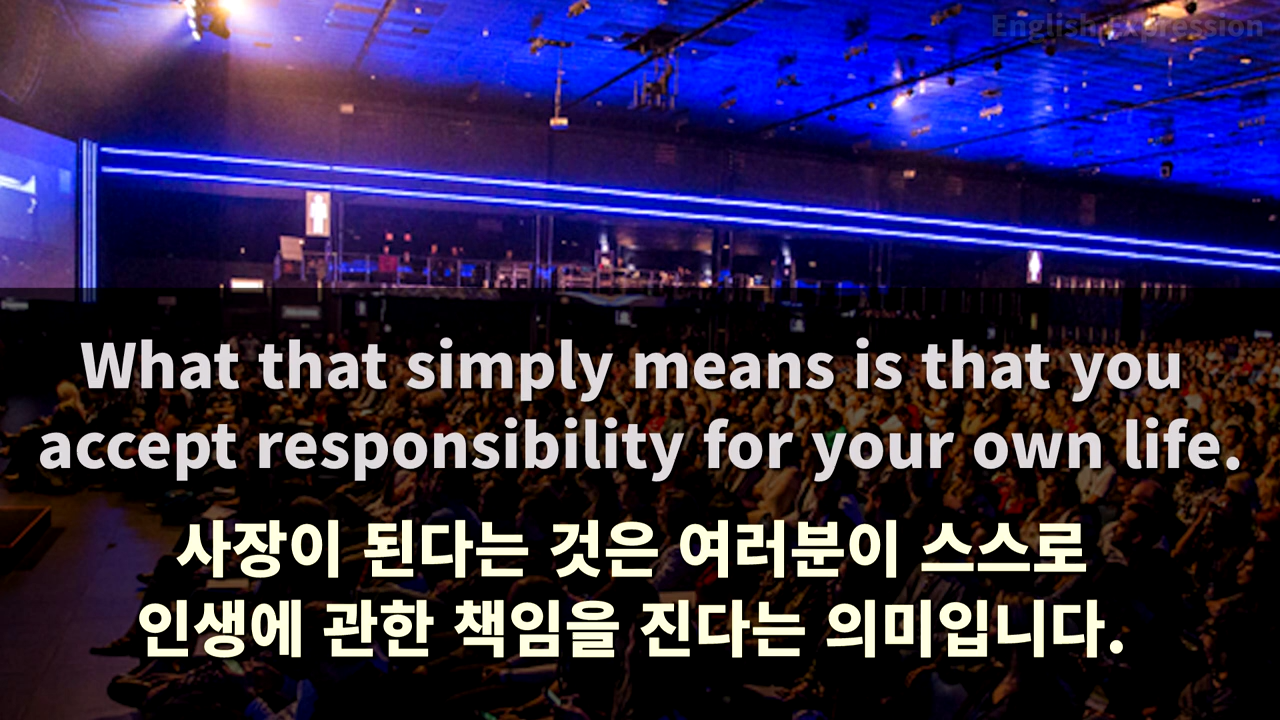 English Expression
What that simply means is that you
accept responsibility for your own life.
사장이 된다는 것은 여러분이 스스로
인생에 관한 책임을 진다는 의미입니다.